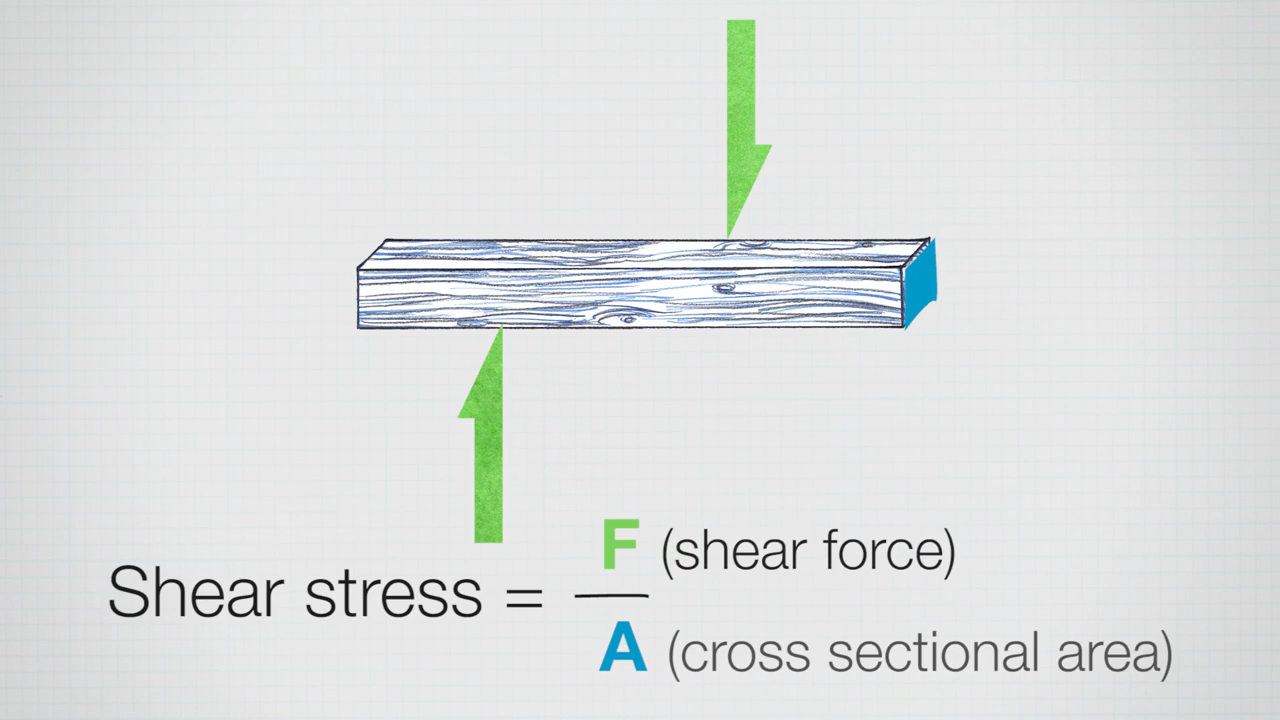 F (shear force)
Shear stress =
A (cross sectional area)